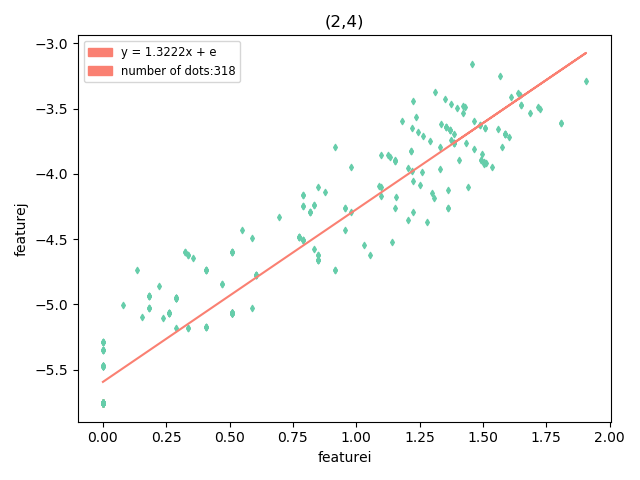 (2,4)
y = 1.3222x + e
number of dots:318
−3.0
−3.5
−4.0
−4.5
−5.0
−5.5
featurej
0.00 0.25 0.50 0.75 1.00 1.25 1.50 1.75 2.00
featurei